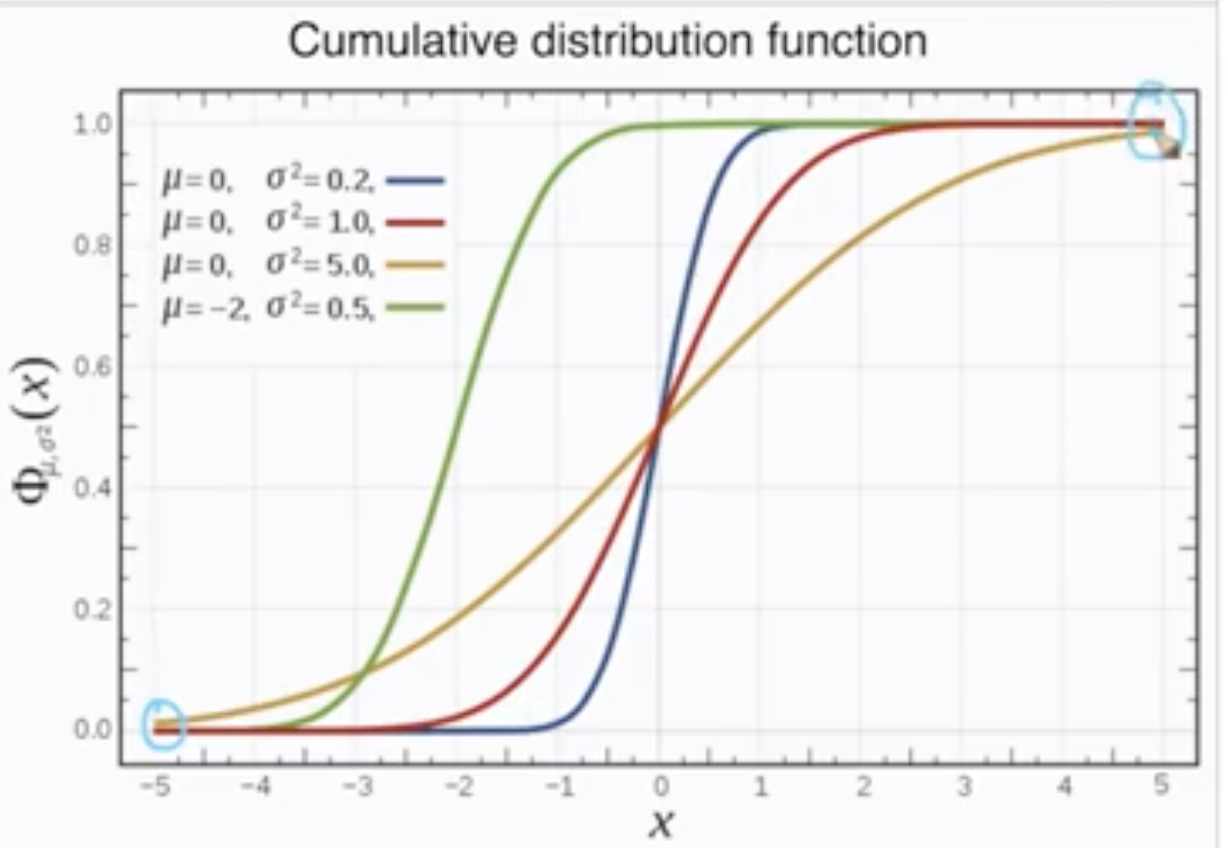 Cumulative distribution function
1.0
0.8
0.6
0.4
0.2
0.0
μ=0, σ²=0.2,
μ=0, σ²=1.0,
μ=0, σ²=5.0,
μ=−2, σ²=0.5,
Φμ,σ²(x)
−5 −4 −3 −2 −1 0 1 2 3 4 5
x